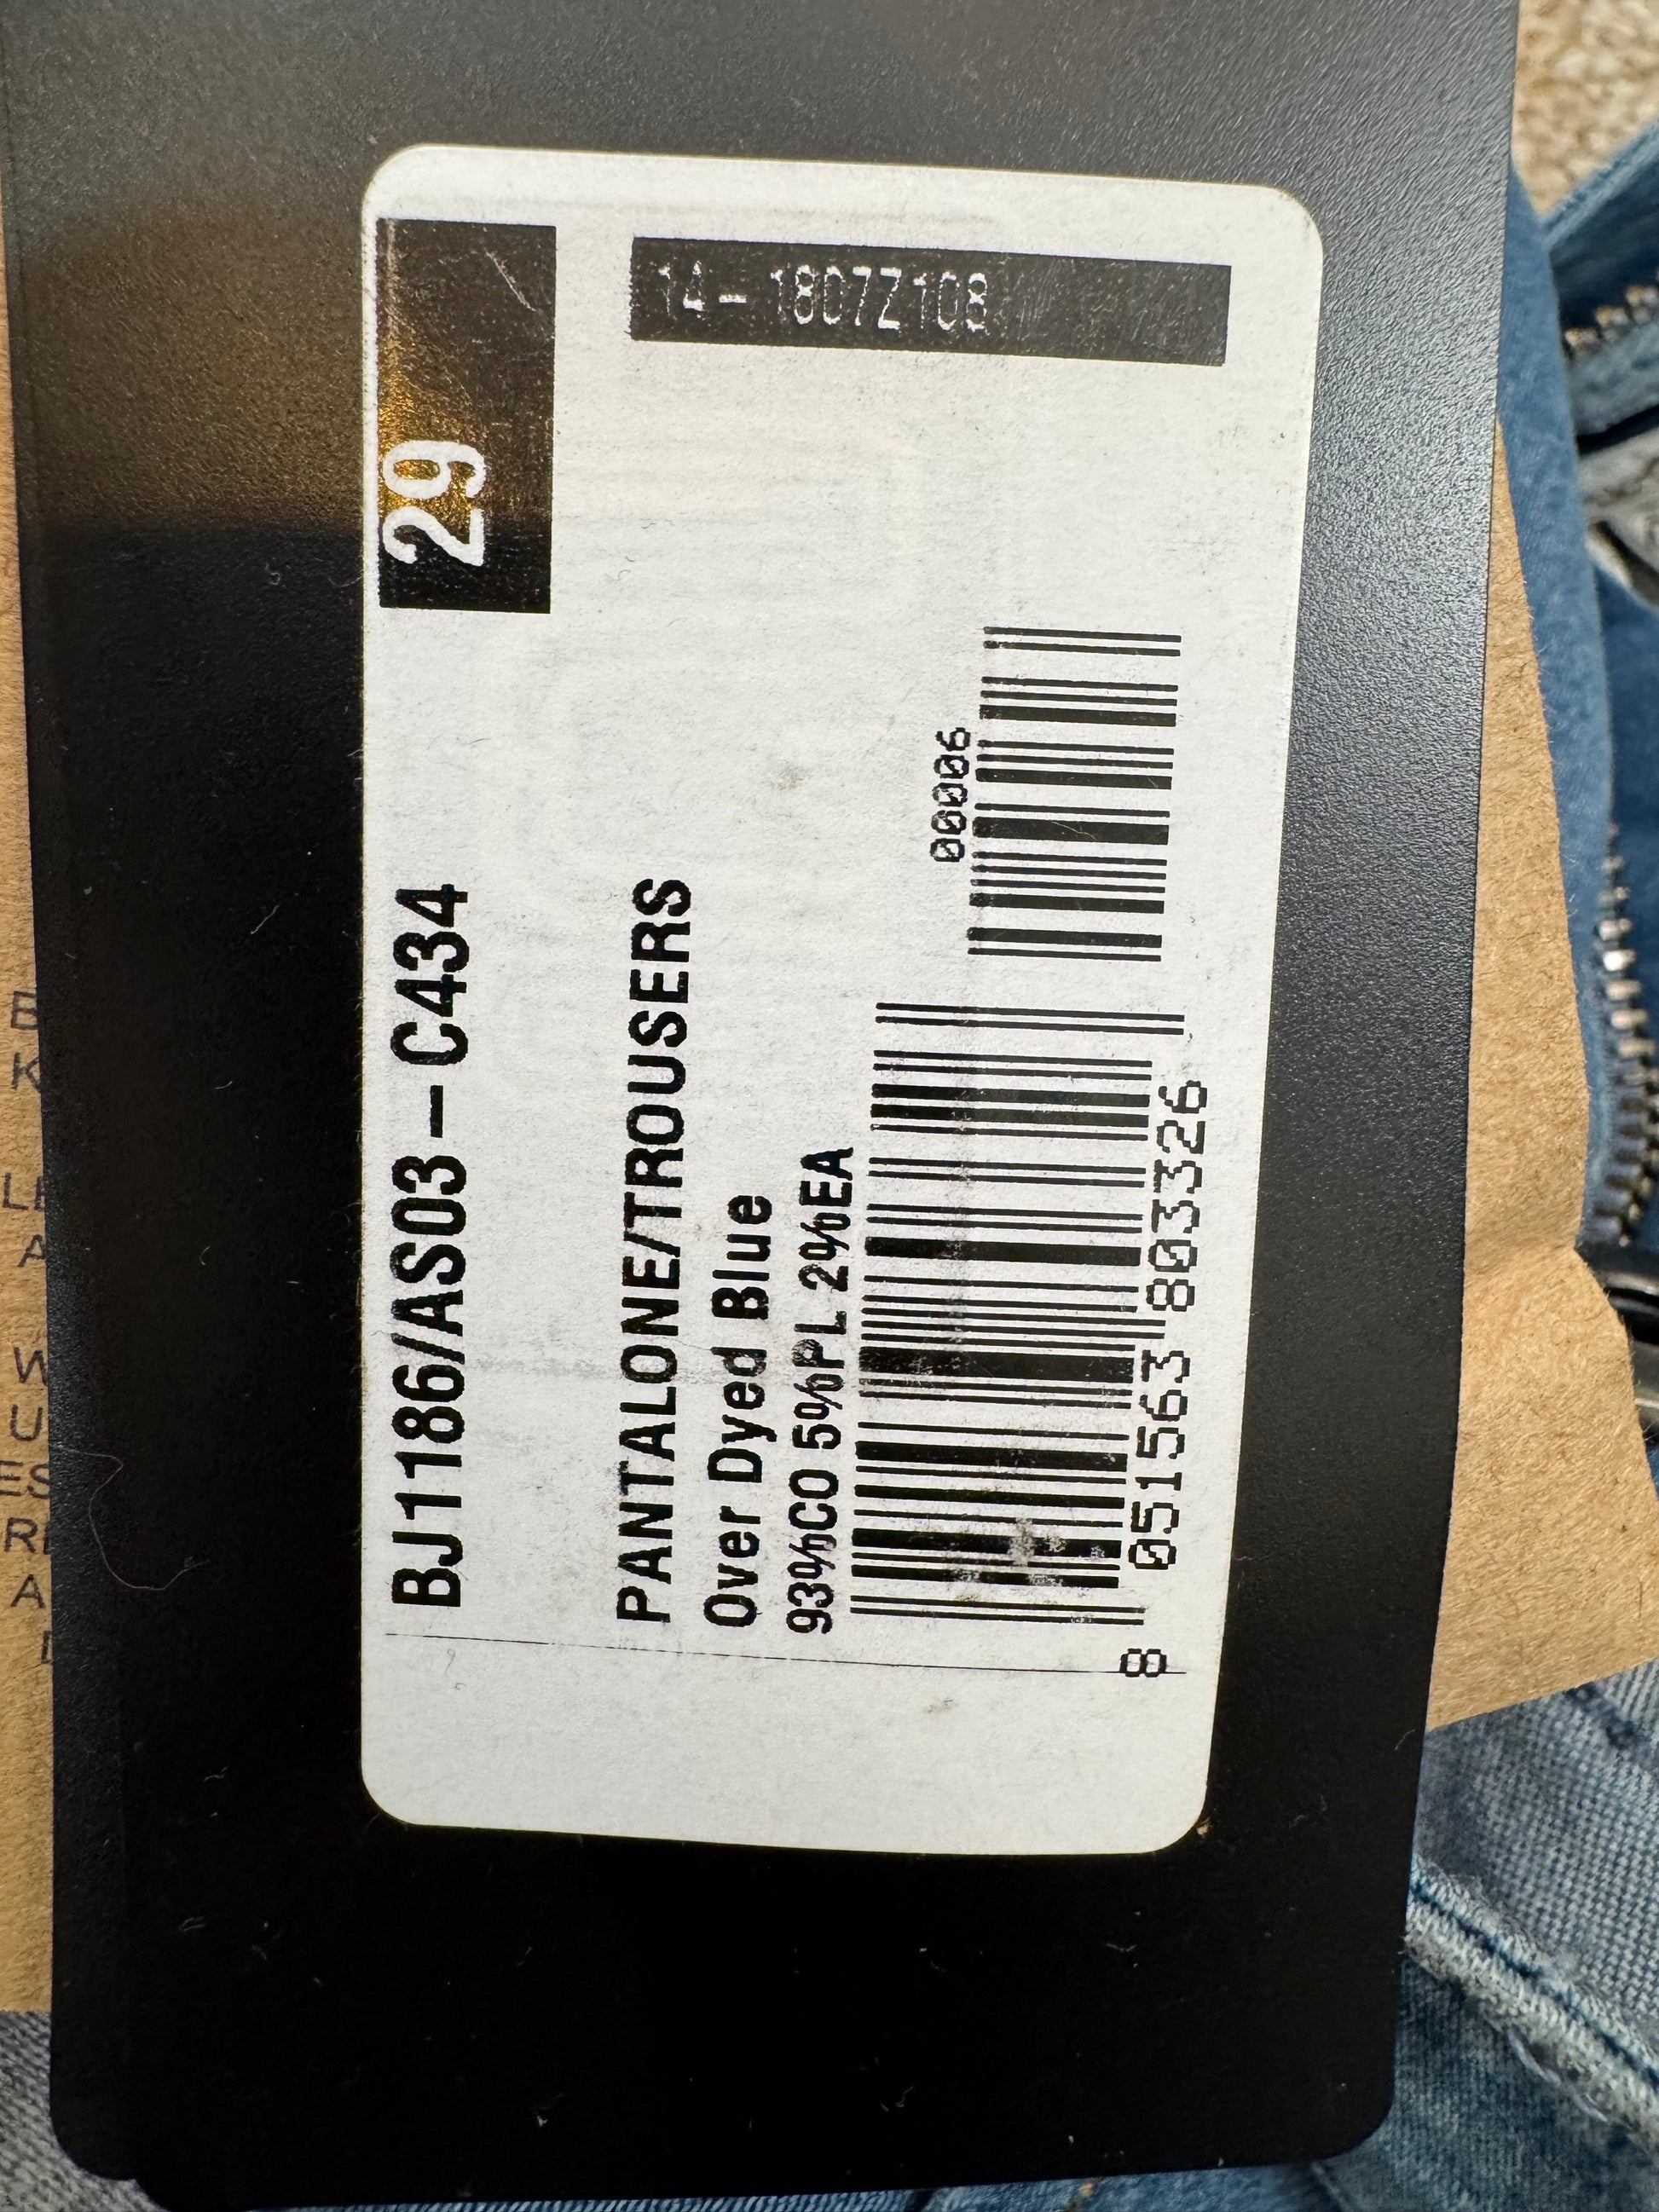 BJ1186/AS03-C434
29
PANTALONE/TROUSERS
Over Dyed Blue
93%CO 5%PL 2%EA
00006
8 051563 803326
14-1807Z108